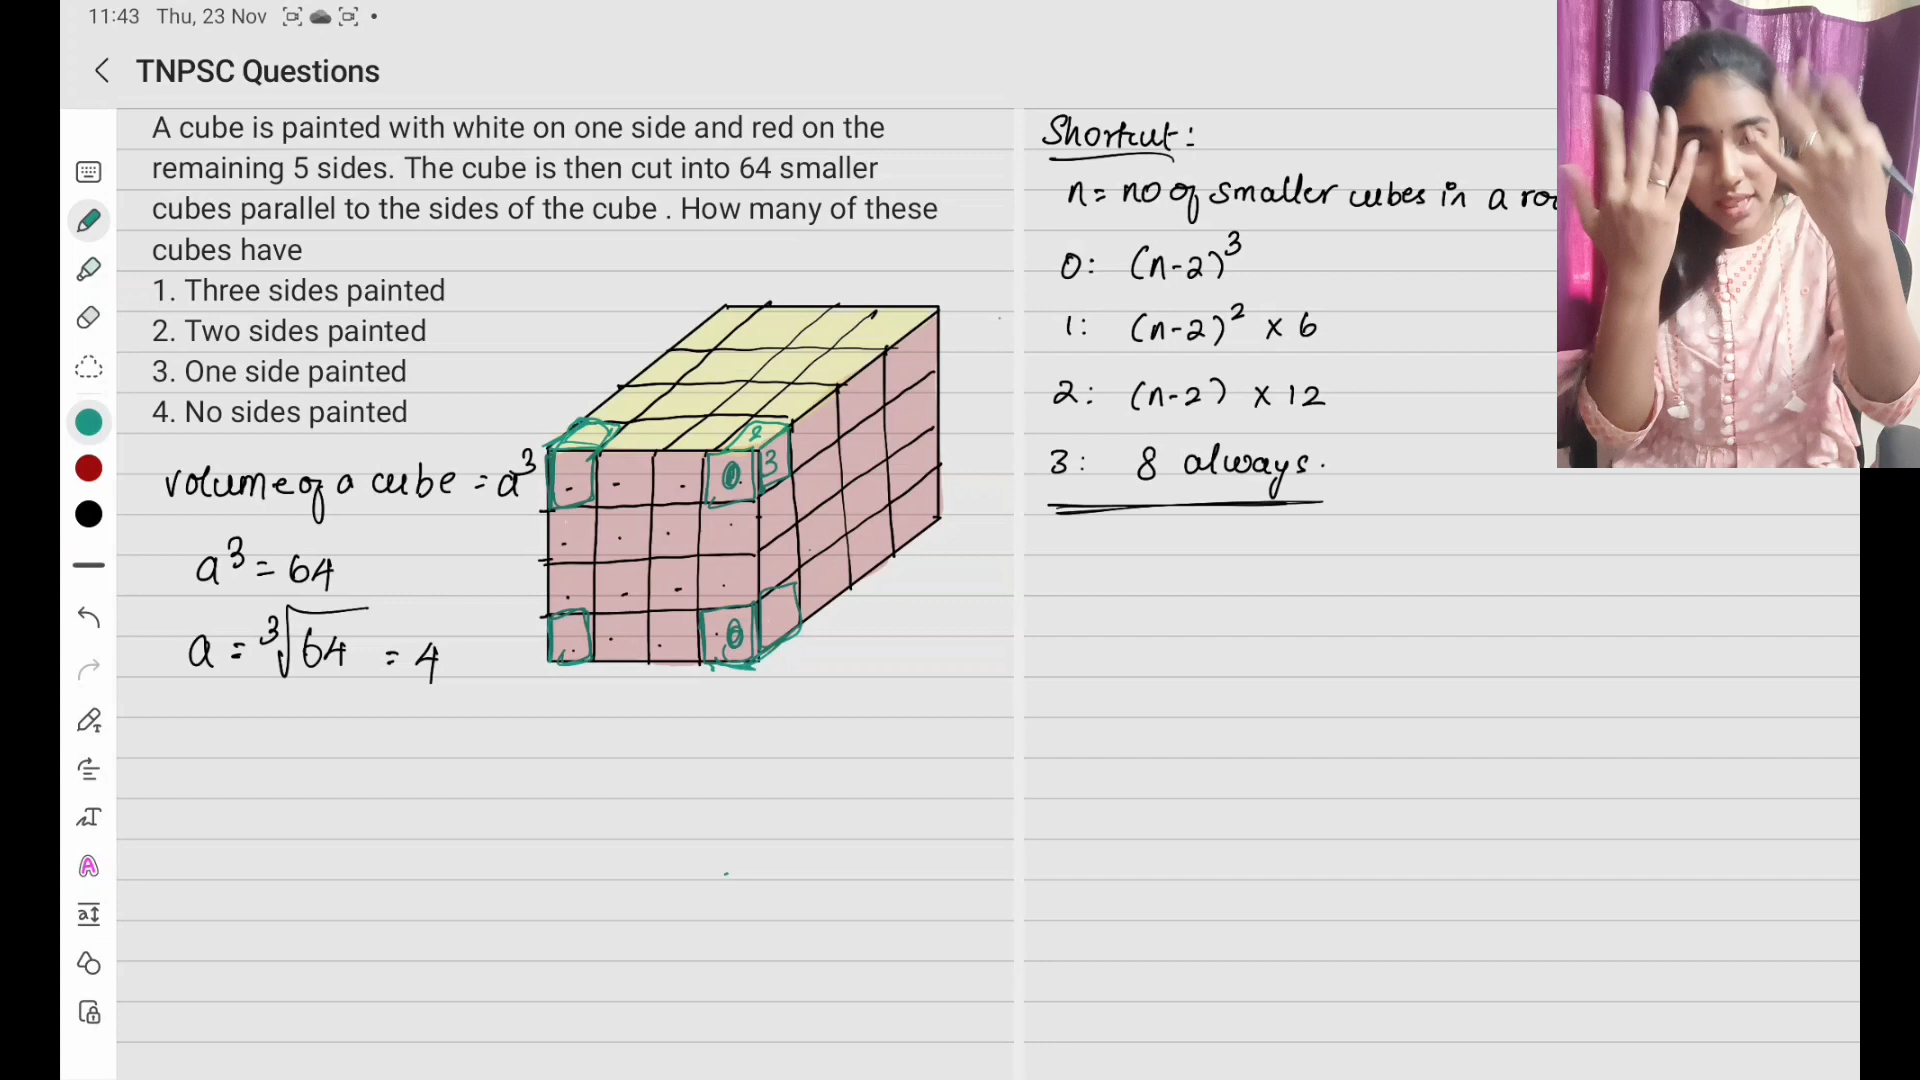 11:43 Thu, 23 Nov
TNPSC Questions
A cube is painted with white on one side and red on the
remaining 5 sides. The cube is then cut into 64 smaller
cubes parallel to the sides of the cube . How many of these
cubes have
1. Three sides painted
2. Two sides painted
3. One side painted
4. No sides painted
volume of a cube = a³
a³ = 64
a = ³√64 = 4
3
Shortcut :
n = no of smaller cubes in a
0 : (n-2)³
1 : (n-2)² x 6
2 : (n-2) x 12
3 : 8 always.